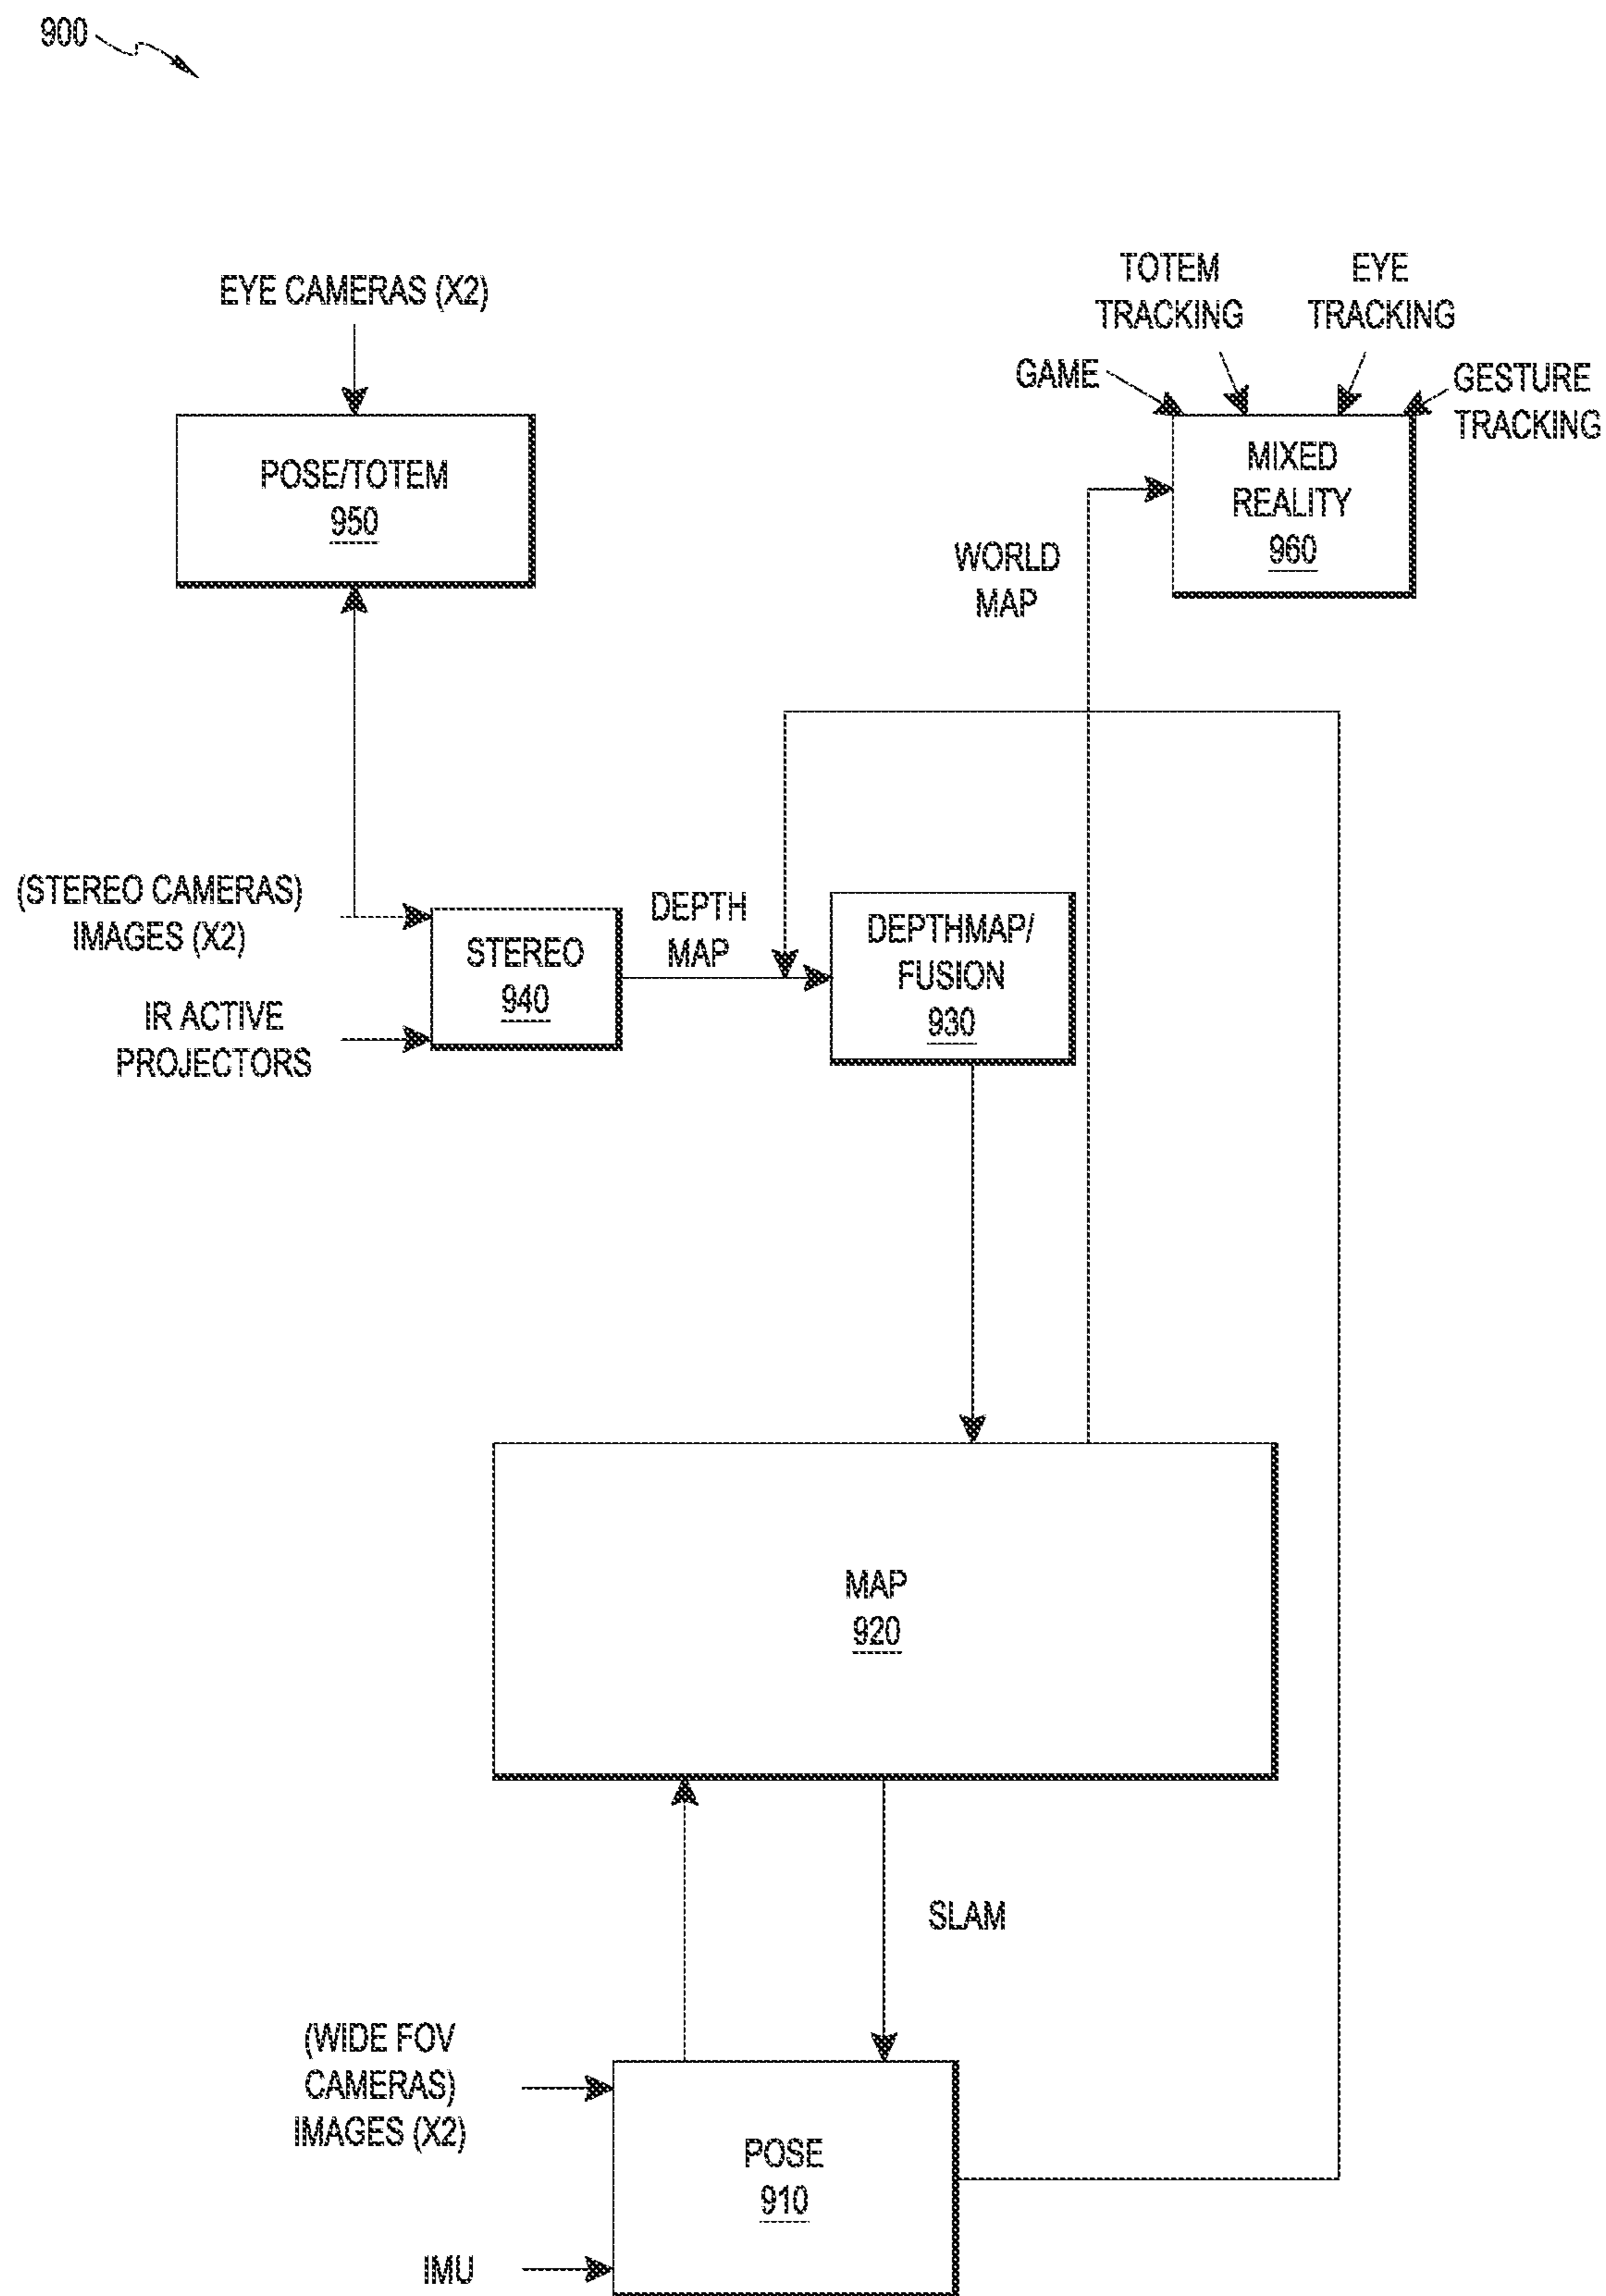 900
EYE CAMERAS (X2)
POSE/TOTEM
950
TOTEM
TRACKING
EYE
TRACKING
GAME
GESTURE
TRACKING
MIXED
REALITY
960
WORLD
MAP
(STEREO CAMERAS)
IMAGES (X2)
IR ACTIVE
PROJECTORS
STEREO
940
DEPTH
MAP
DEPTHMAP/
FUSION
930
MAP
920
SLAM
(WIDE FOV
CAMERAS)
IMAGES (X2)
POSE
910
IMU